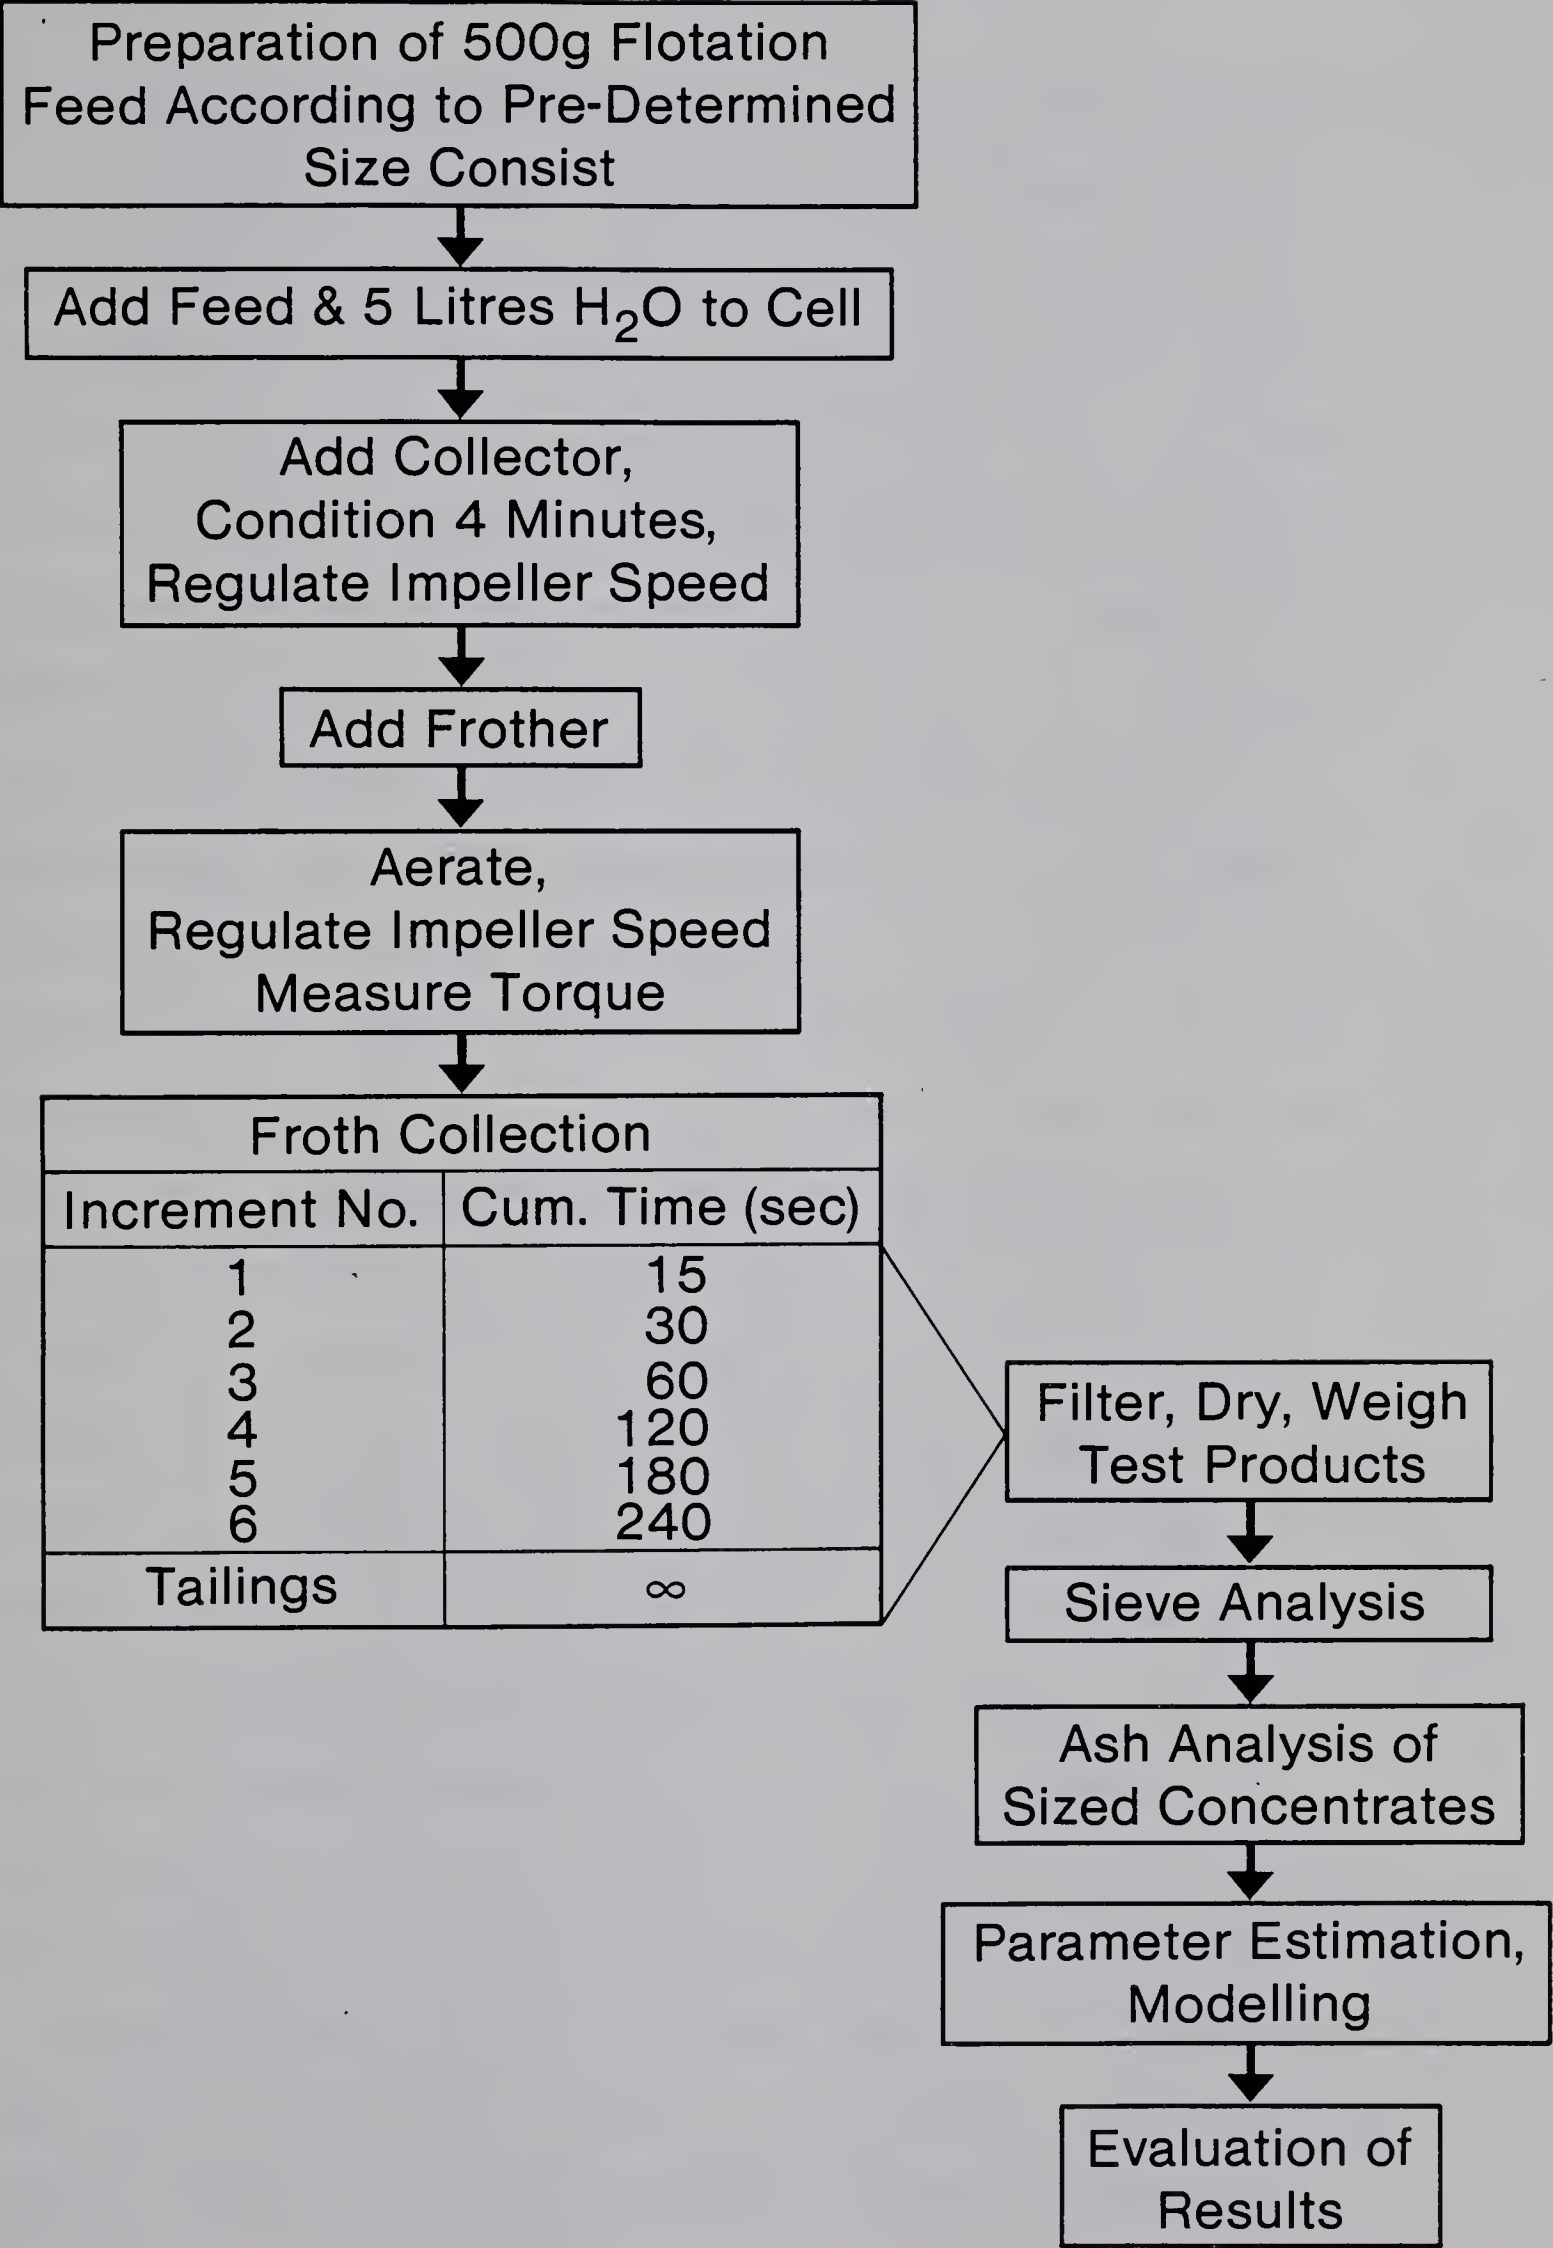 Preparation of 500g Flotation
Feed According to Pre-Determined
Size Consist
Add Feed & 5 Litres H₂O to Cell
Add Collector,
Condition 4 Minutes,
Regulate Impeller Speed
Add Frother
Aerate,
Regulate Impeller Speed
Measure Torque
Froth Collection
Increment No. Cum. Time (sec)
1 15
2 30
3 60
4 120
5 180
6 240
Tailings ∞
Filter, Dry, Weigh
Test Products
Sieve Analysis
Ash Analysis of
Sized Concentrates
Parameter Estimation,
Modelling
Evaluation of
Results